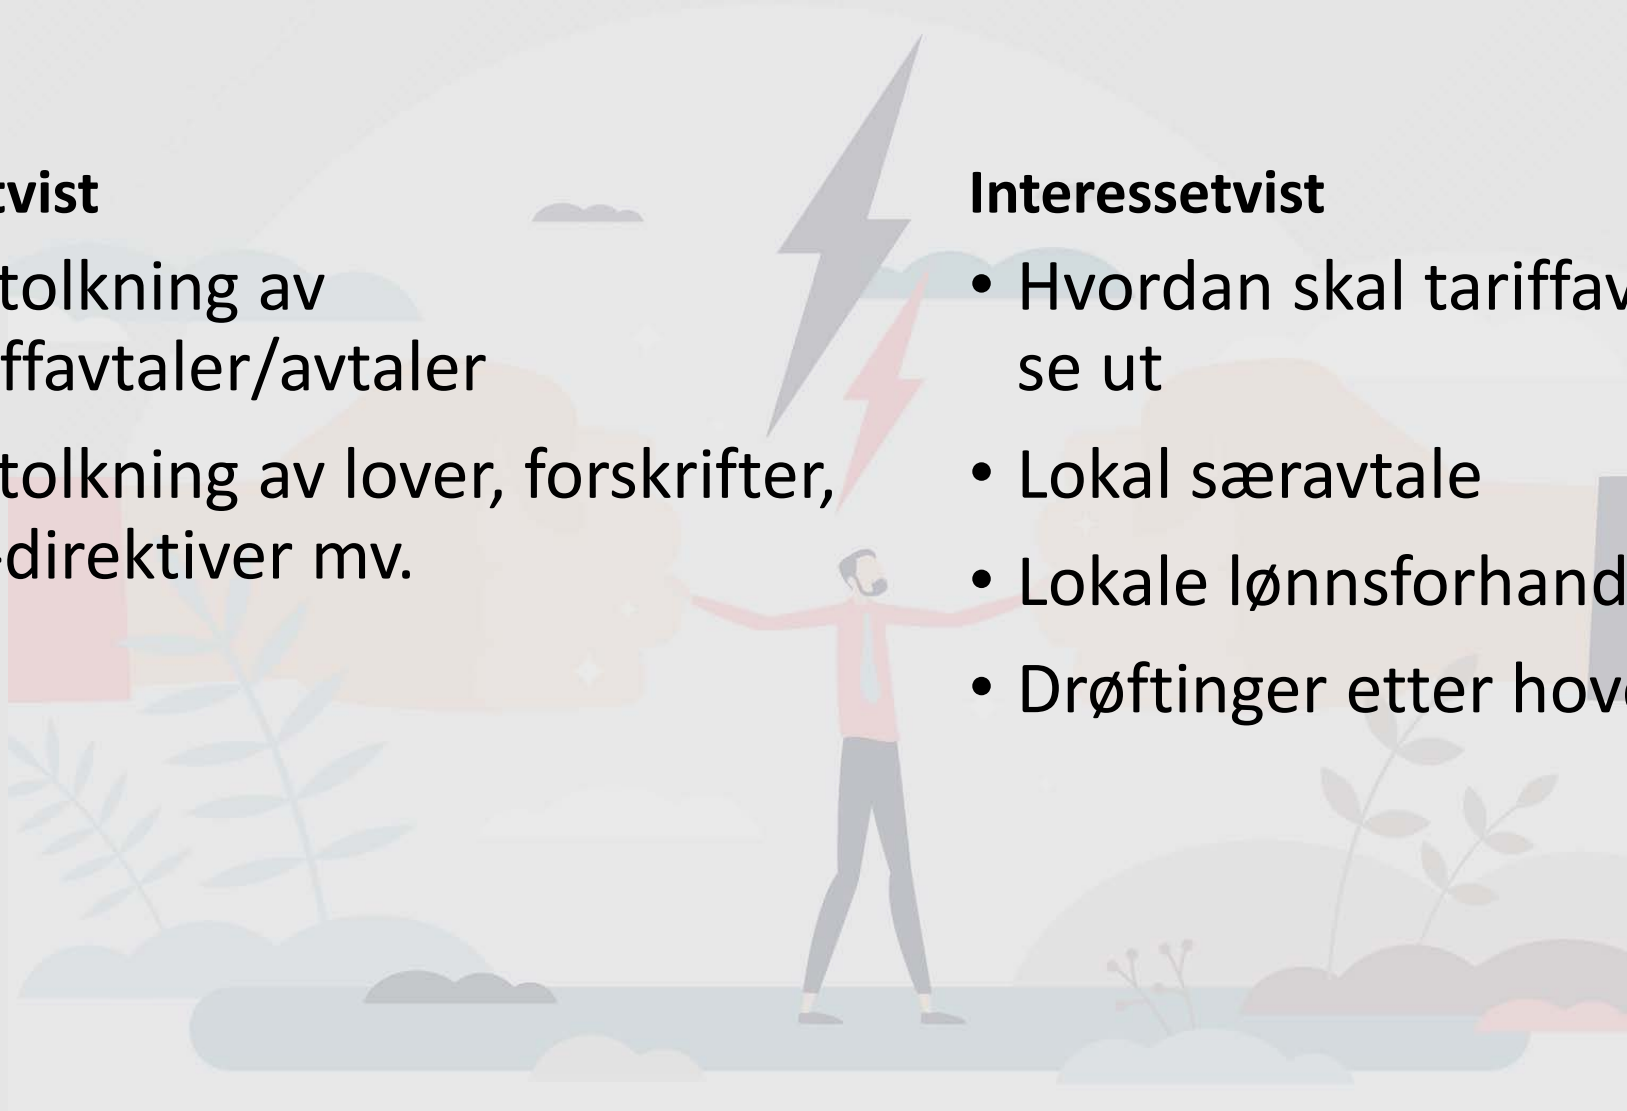 tvist
tolkning av
ffavtaler/avtaler
tolkning av lover, forskrifter,
-direktiver mv.
Interessetvist
• Hvordan skal tariffav
se ut
• Lokal særavtale
• Lokale lønnsforhand
• Drøftinger etter hov